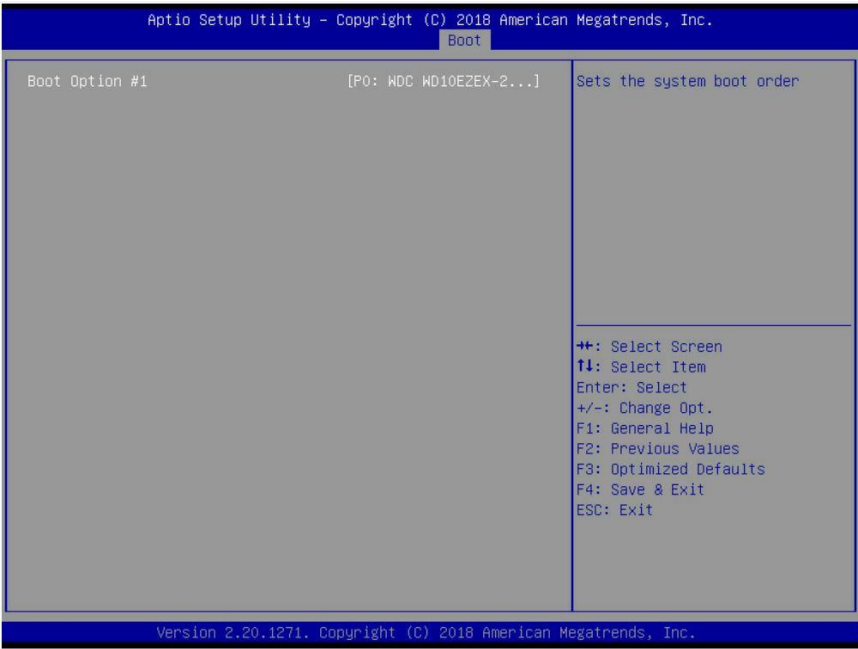 Aptio Setup Utility – Copyright (C) 2018 American Megatrends, Inc.
Boot
Boot Option #1 [P0: WDC WD10EZEX-2...]
Sets the system boot order
→←: Select Screen
↑↓: Select Item
Enter: Select
+/-: Change Opt.
F1: General Help
F2: Previous Values
F3: Optimized Defaults
F4: Save & Exit
ESC: Exit
Version 2.20.1271. Copyright (C) 2018 American Megatrends, Inc.